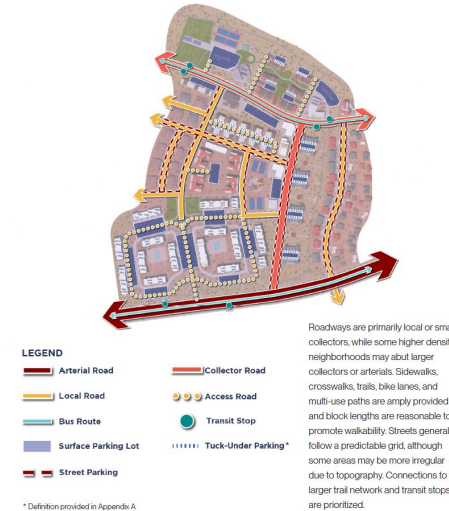 LEGEND
Arterial Road
Collector Road
Local Road
Access Road
Bus Route
Transit Stop
Surface Parking Lot
Tuck-Under Parking*
Street Parking
* Definition provided in Appendix A
Roadways are primarily local or
collectors, while some higher
neighborhoods may abut larger
collectors or arterials. Sidewalks,
crosswalks, trails, bike lanes, and
multi-use paths are amply provided
and block lengths are reasonable
promote walkability. Streets
follow a predictable grid, although
some areas may be more irregular
due to topography. Connections to
larger trail network and transit stops
are prioritized.